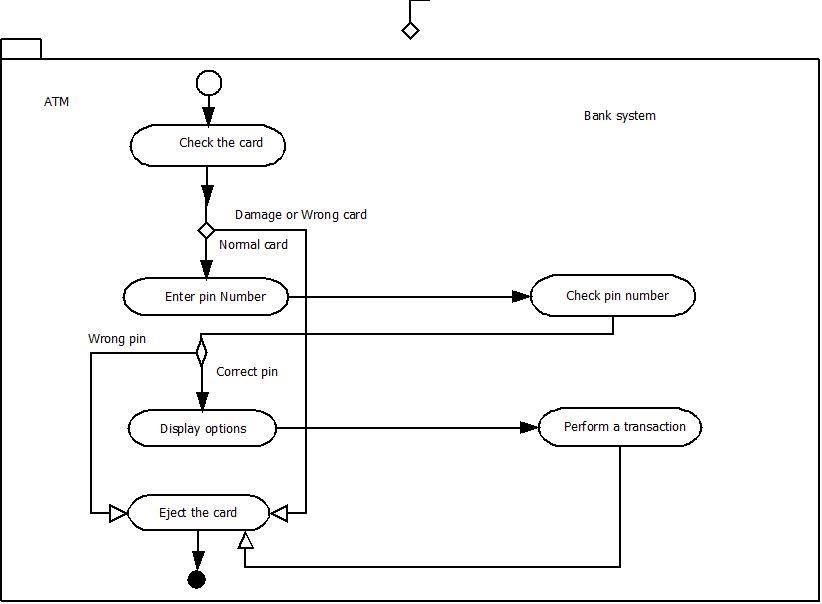 ATM
Bank system
Check the card
Damage or Wrong card
Normal card
Enter pin Number
Check pin number
Wrong pin
Correct pin
Display options
Perform a transaction
Eject the card